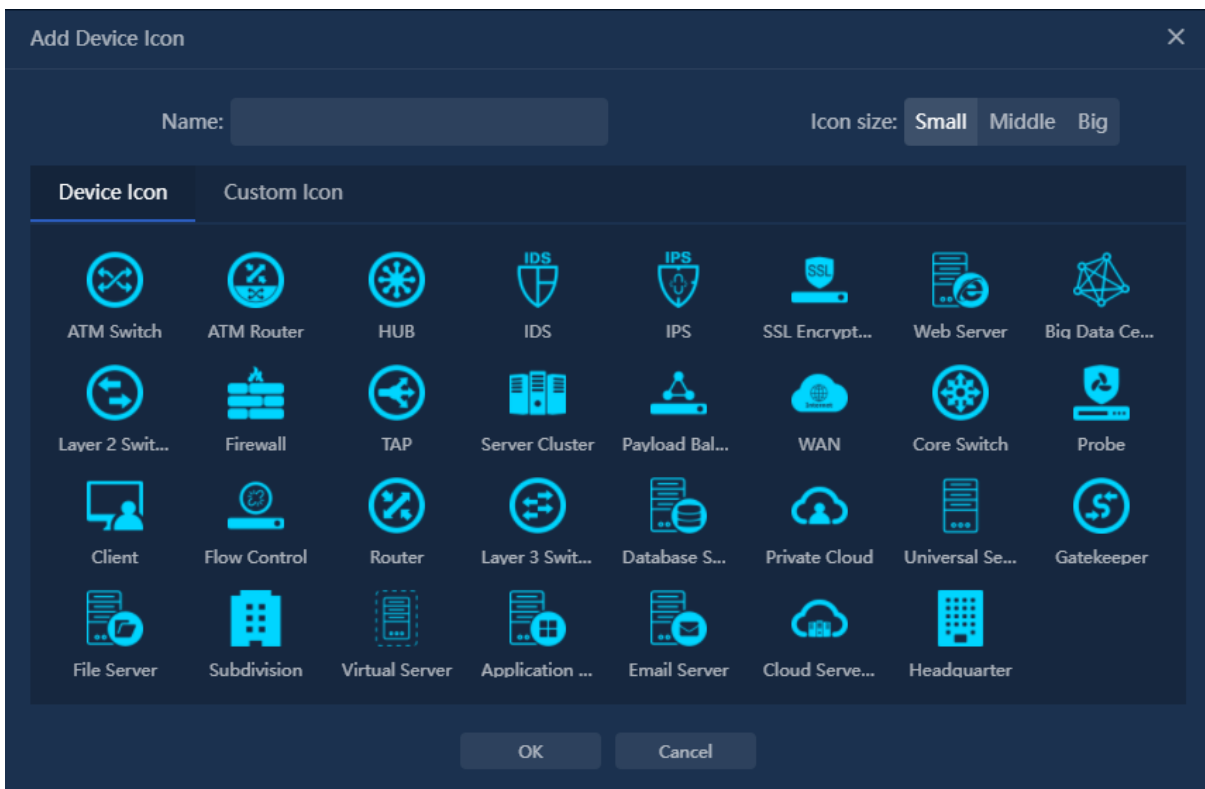 Add Device Icon
Name: Icon size: Small Middle Big
Device Icon Custom Icon
IDS IPS
SSL
ATM Switch ATM Router HUB IDS IPS SSL Encrypt... Web Server Big Data Ce...
Layer 2 Swit... Firewall TAP Server Cluster Payload Bal... WAN Core Switch Probe
Client Flow Control Router Layer 3 Swit... Database S... Private Cloud Universal Se... Gatekeeper
File Server Subdivision Virtual Server Application ... Email Server Cloud Serve... Headquarter
OK Cancel